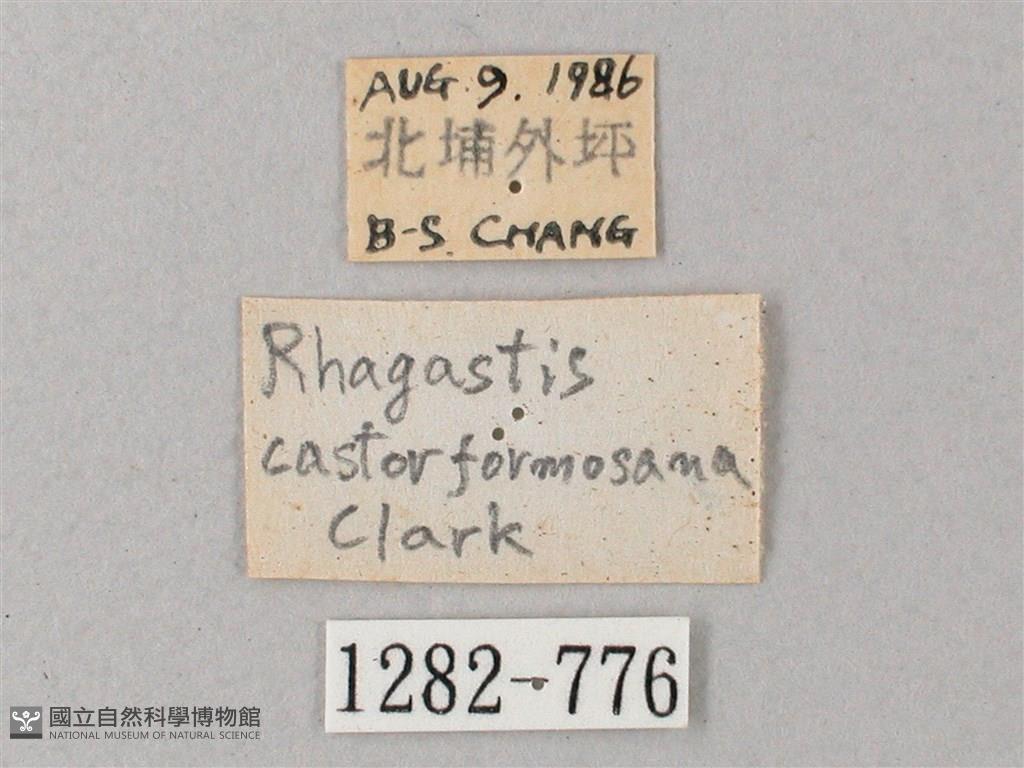 AUG. 9. 1986
北埔外坪
B-S. CHANG
Rhagastis
castor formosana
Clark
1282-776
國立自然科學博物館
NATIONAL MUSEUM OF NATURAL SCIENCE